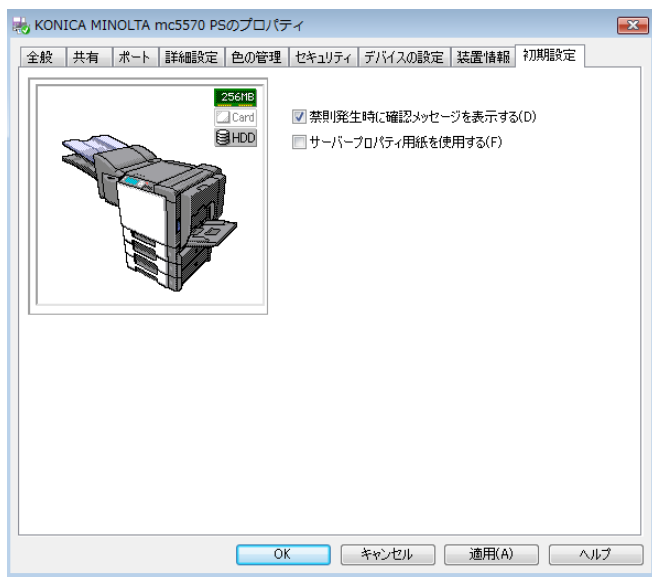 KONICA MINOLTA mc5570 PSのプロパティ
全般 共有 ポート 詳細設定 色の管理 セキュリティ デバイスの設定 装置情報 初期設定
256MB
Card
HDD
禁則発生時に確認メッセージを表示する(D)
サーバープロパティ用紙を使用する(F)
OK キャンセル 適用(A) ヘルプ